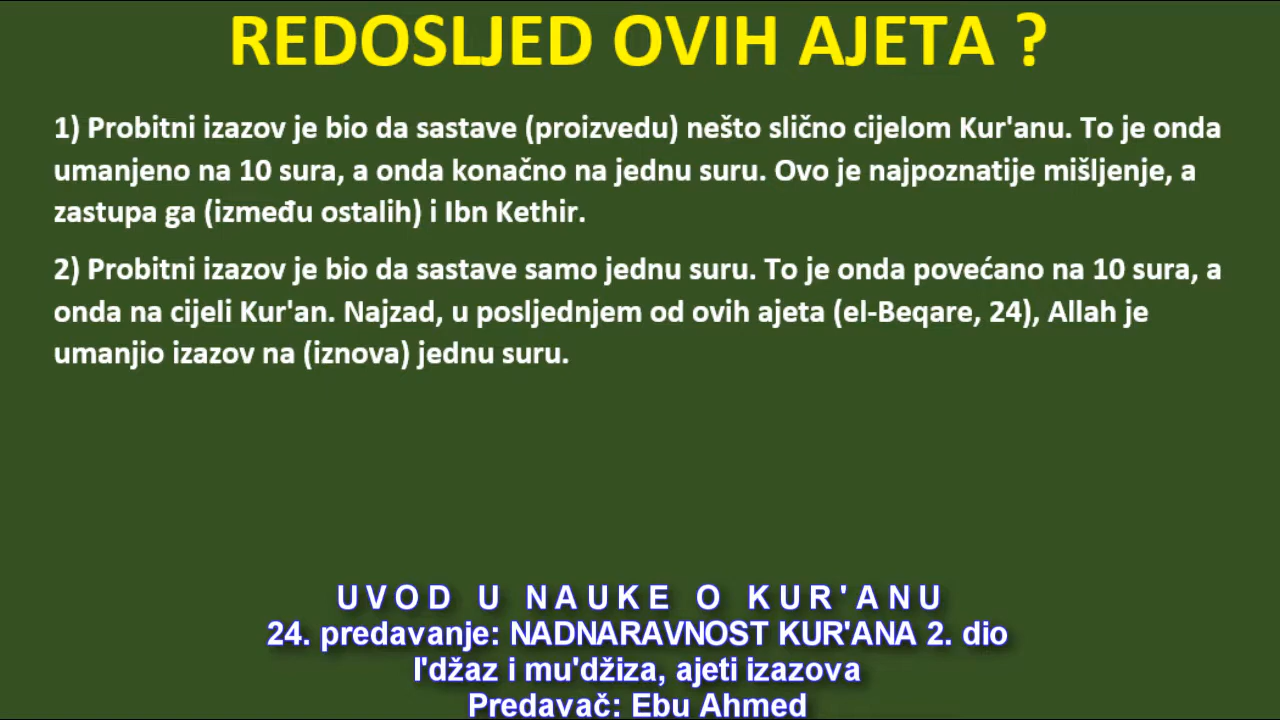 REDOSLJED OVIH AJETA ?
1) Probitni izazov je bio da sastave (proizvedu) nešto slično cijelom Kur'anu. To je onda
umanjeno na 10 sura, a onda konačno na jednu suru. Ovo je najpoznatije mišljenje, a
zastupa ga (između ostalih) i Ibn Kethir.
2) Probitni izazov je bio da sastave samo jednu suru. To je onda povećano na 10 sura, a
onda na cijeli Kur'an. Najzad, u posljednjem od ovih ajeta (el-Beqare, 24), Allah je
umanjio izazov na (iznova) jednu suru.
UVOD U NAUKE O KUR'ANU
24. predavanje: NADNARAVNOST KUR'ANA 2. dio
I'džaz i mu'džiza, ajeti izazova
Predavač: Ebu Ahmed